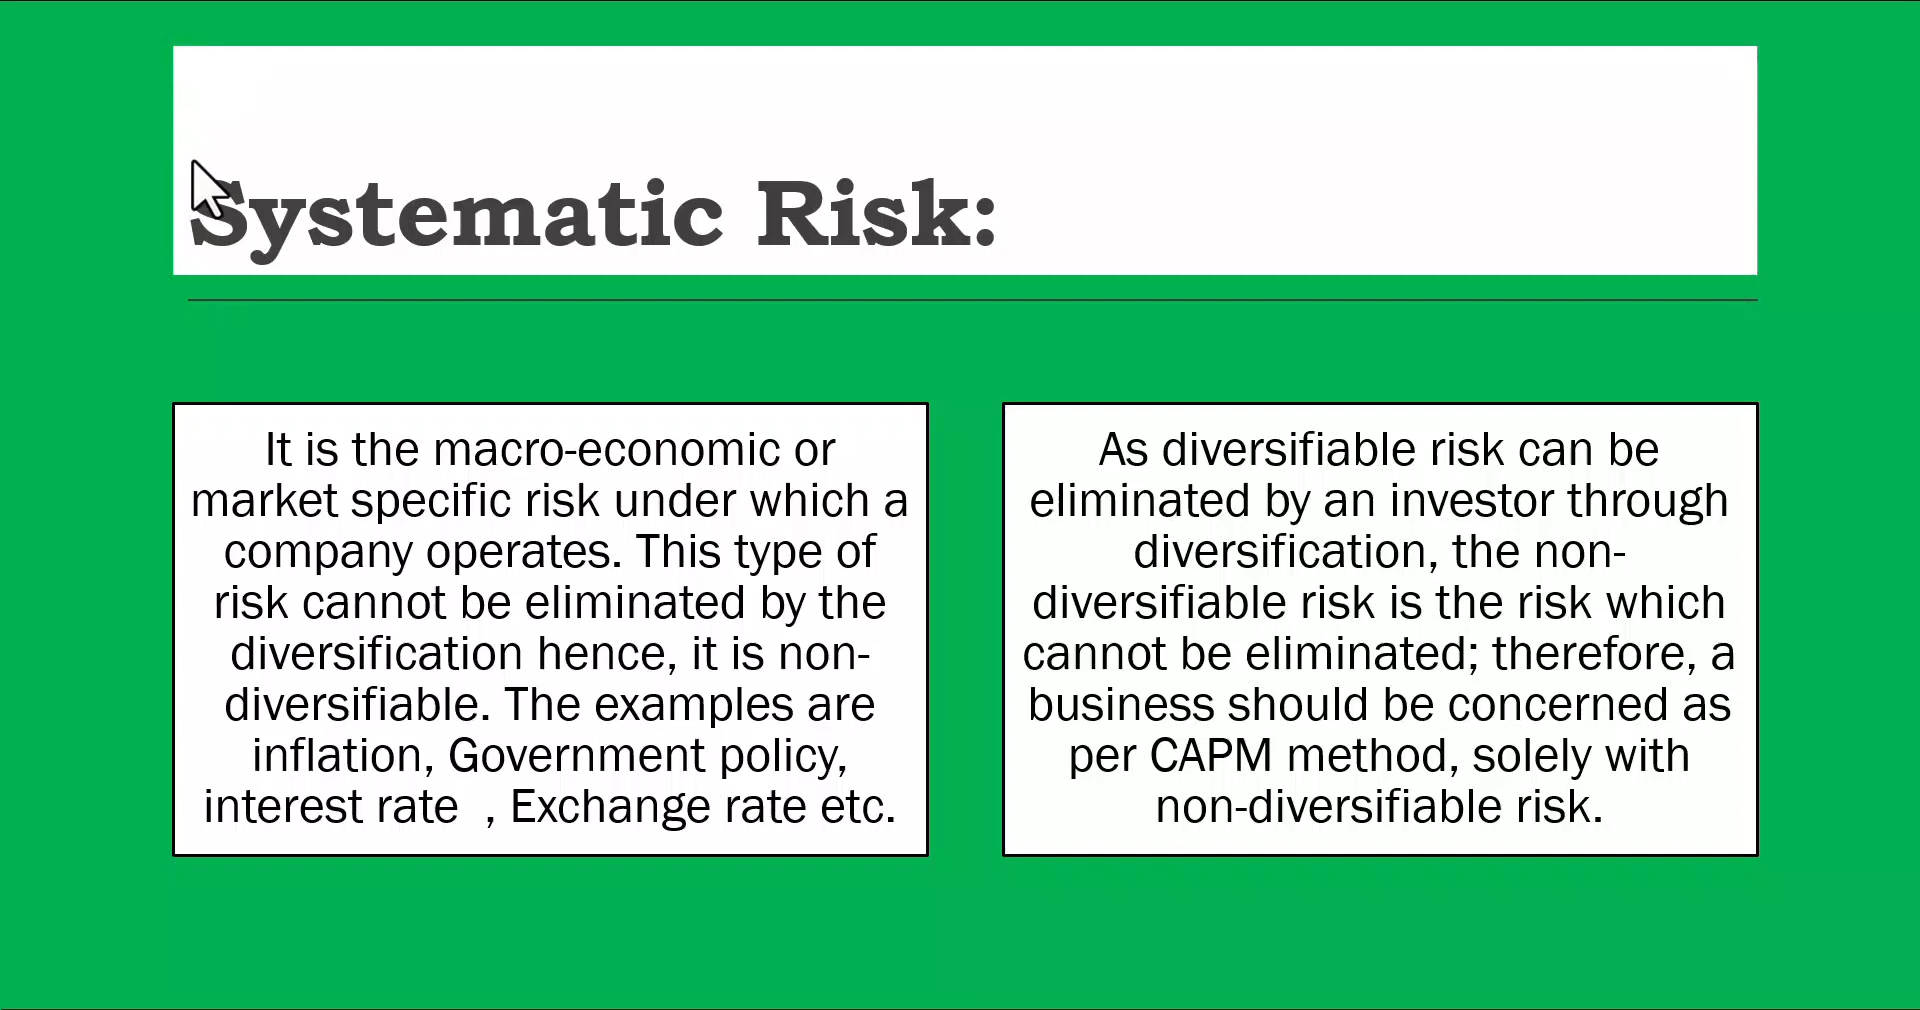 Systematic Risk:
It is the macro-economic or
market specific risk under which a
company operates. This type of
risk cannot be eliminated by the
diversification hence, it is non-
diversifiable. The examples are
inflation, Government policy,
interest rate  , Exchange rate etc.
As diversifiable risk can be
eliminated by an investor through
diversification, the non-
diversifiable risk is the risk which
cannot be eliminated; therefore, a
business should be concerned as
per CAPM method, solely with
non-diversifiable risk.